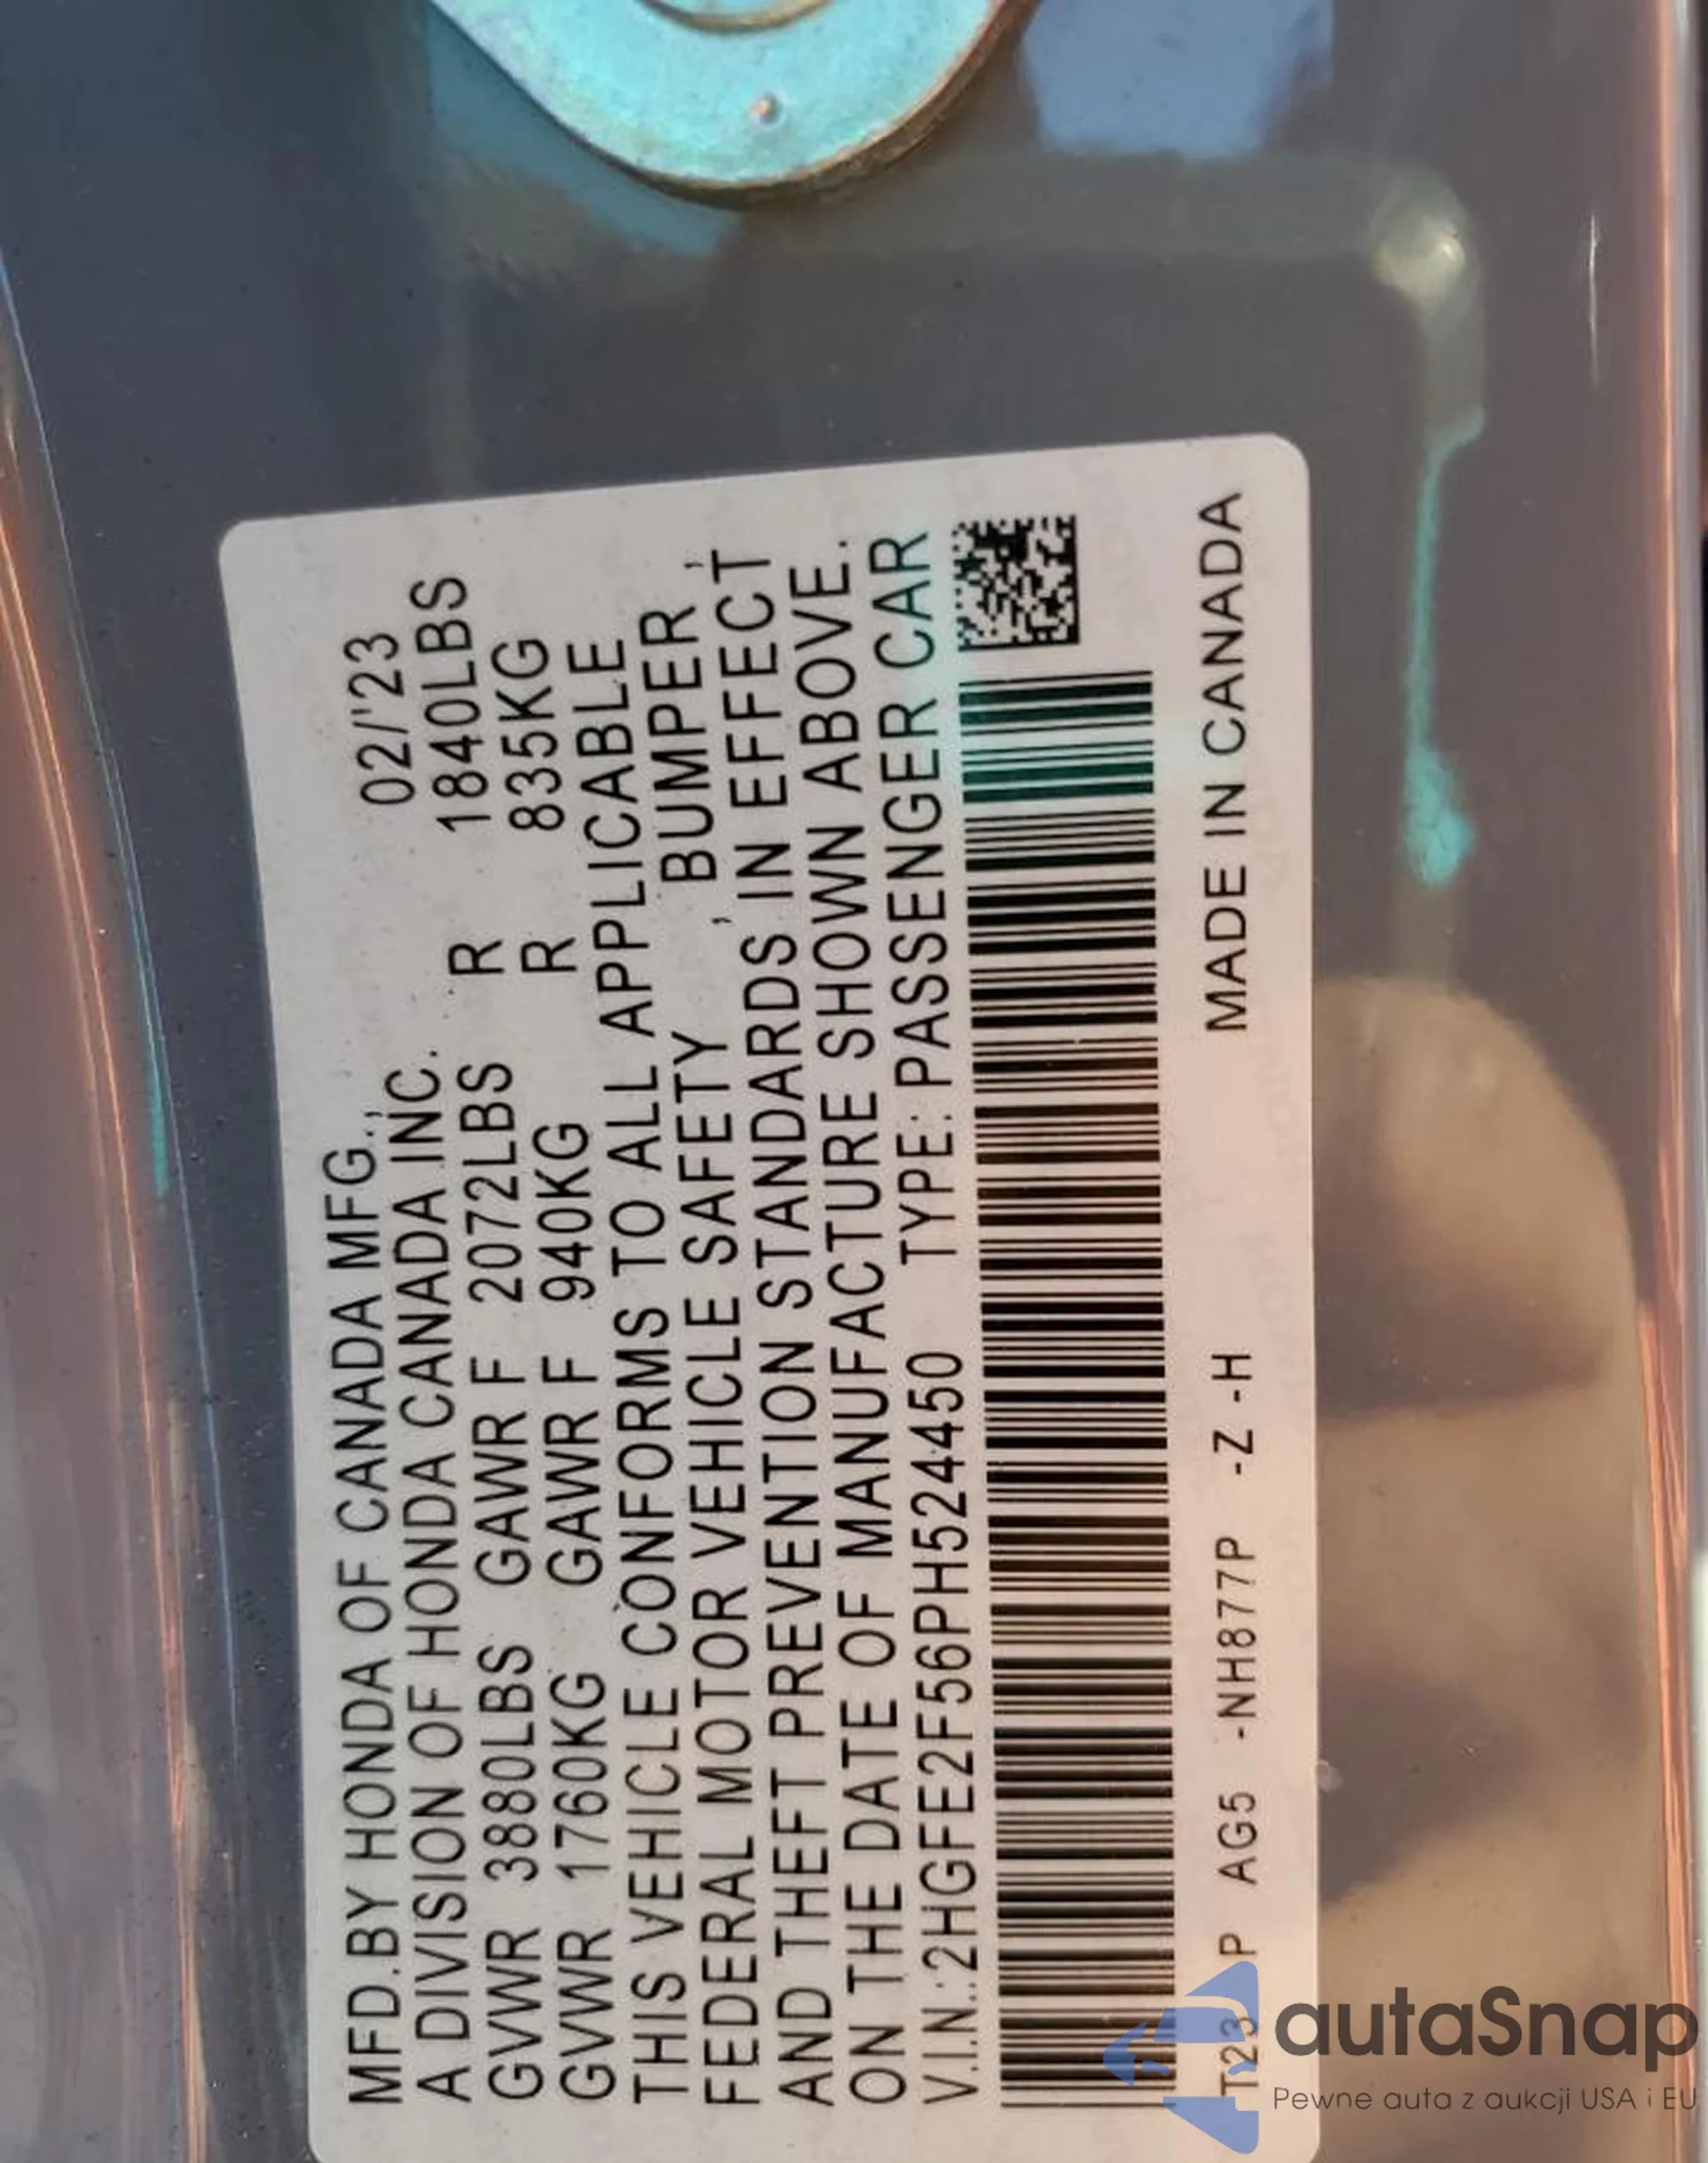 MFD.BY HONDA OF CANADA MFG.,
A DIVISION OF HONDA CANADA INC. 02/'23
GVWR 3880LBS GAWR F 2072LBS R 1840LBS
GVWR 1760KG GAWR F 940KG R 835KG
THIS VEHICLE CONFORMS TO ALL APPLICABLE
FEDERAL MOTOR VEHICLE SAFETY, BUMPER,
AND THEFT PREVENTION STANDARDS IN EFFECT
ON THE DATE OF MANUFACTURE SHOWN ABOVE.
V.I.N.:2HGFE2F56PH524450 TYPE: PASSENGER CAR
T23P AG5 -NH877P -Z -H MADE IN CANADA
autaSnap
Pewne auta z aukcji USA i EU